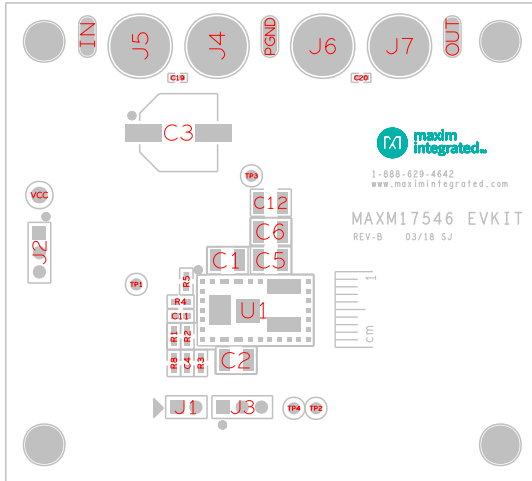 IN
J5
J4
PGND
J6
J7
OUT
C19
C20
C3
maxim
integrated™
1-888-629-4642
www.maximintegrated.com
TP3
VCC
C12
MAXM17546 EVKIT
REV-B 03/18 SJ
C6
J2
C1
C5
R5
TP1
1
R4
U1
C11
R1
R2
cm
C2
R8
C4
R3
J1
J3
TP4
TP2